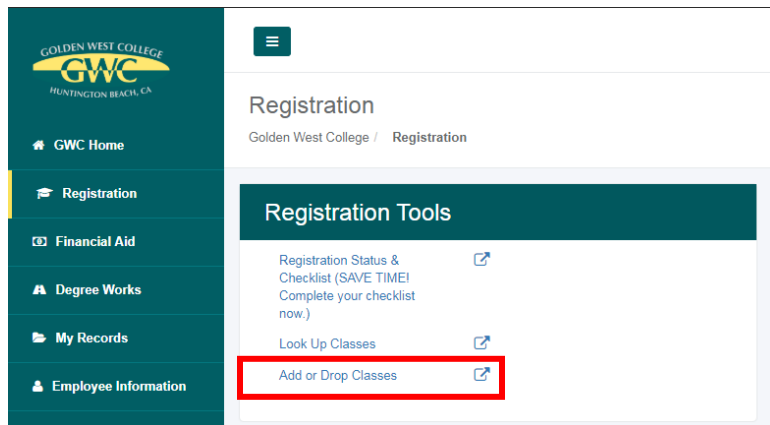 GOLDEN WEST COLLEGE
GWC
HUNTINGTON BEACH, CA
GWC Home
Registration
Financial Aid
Degree Works
My Records
Employee Information
Registration
Golden West College / Registration
Registration Tools
Registration Status &
Checklist (SAVE TIME!
Complete your checklist
now.)
Look Up Classes
Add or Drop Classes